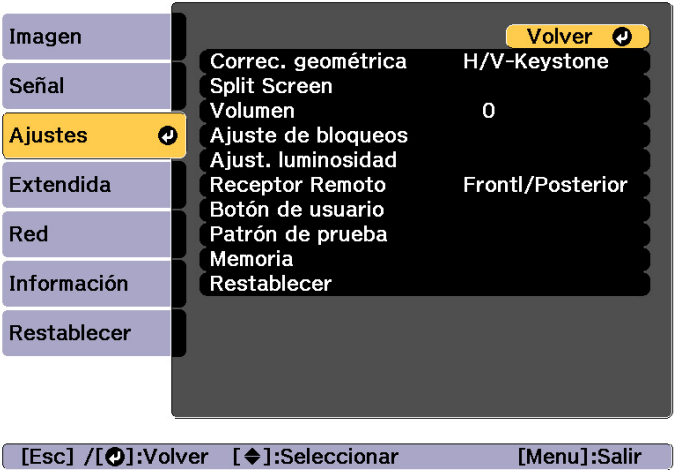 Imagen
Señal
Ajustes
Extendida
Red
Información
Restablecer
Volver
Correc. geométrica H/V-Keystone
Split Screen
Volumen 0
Ajuste de bloqueos
Ajust. luminosidad
Receptor Remoto Frontl/Posterior
Botón de usuario
Patrón de prueba
Memoria
Restablecer
[Esc] /[⏎]:Volver [◆]:Seleccionar [Menu]:Salir